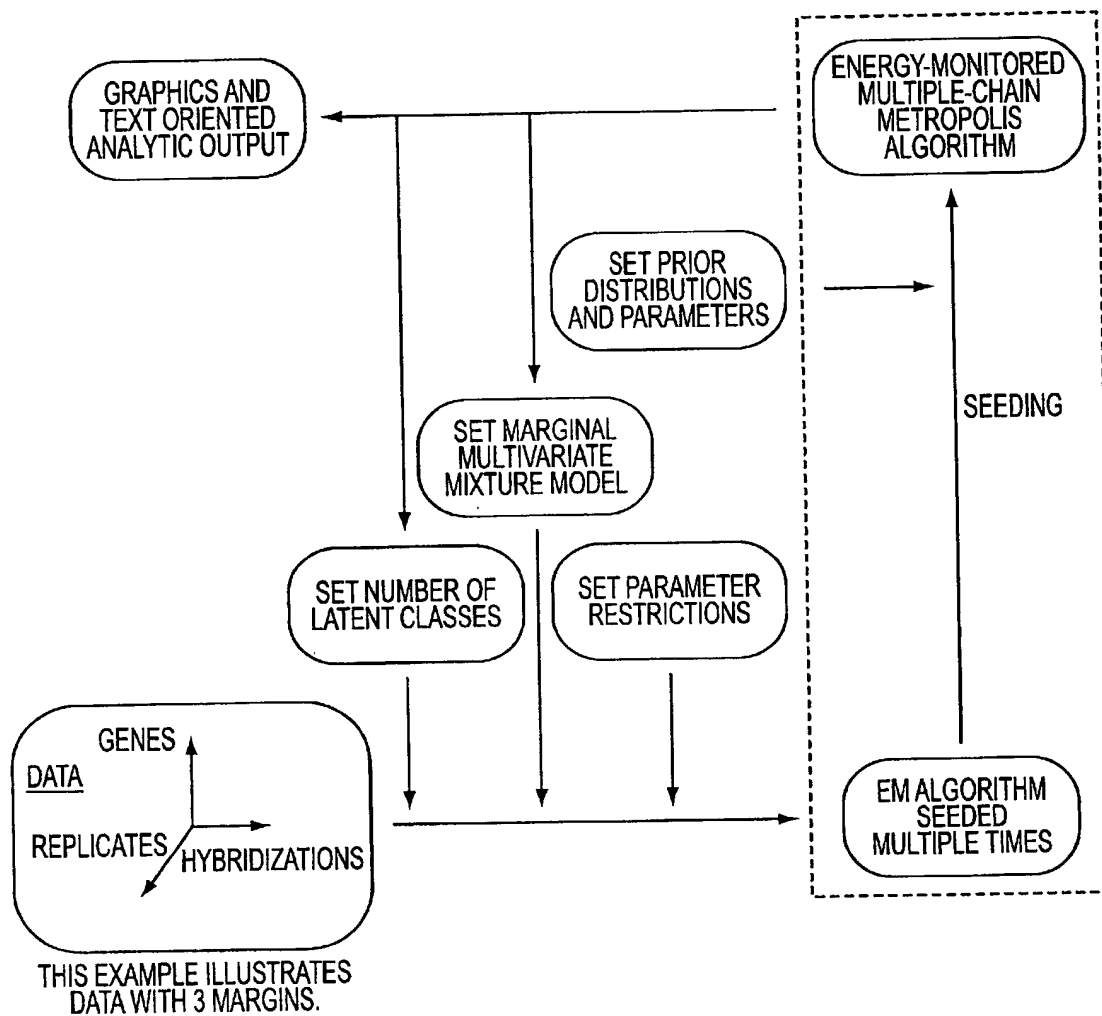 GRAPHICS AND
TEXT ORIENTED
ANALYTIC OUTPUT
ENERGY-MONITORED
MULTIPLE-CHAIN
METROPOLIS
ALGORITHM
SET PRIOR
DISTRIBUTIONS
AND PARAMETERS
SEEDING
SET MARGINAL
MULTIVARIATE
MIXTURE MODEL
SET NUMBER OF
LATENT CLASSES
SET PARAMETER
RESTRICTIONS
GENES
DATA
REPLICATES
HYBRIDIZATIONS
EM ALGORITHM
SEEDED
MULTIPLE TIMES
THIS EXAMPLE ILLUSTRATES
DATA WITH 3 MARGINS.